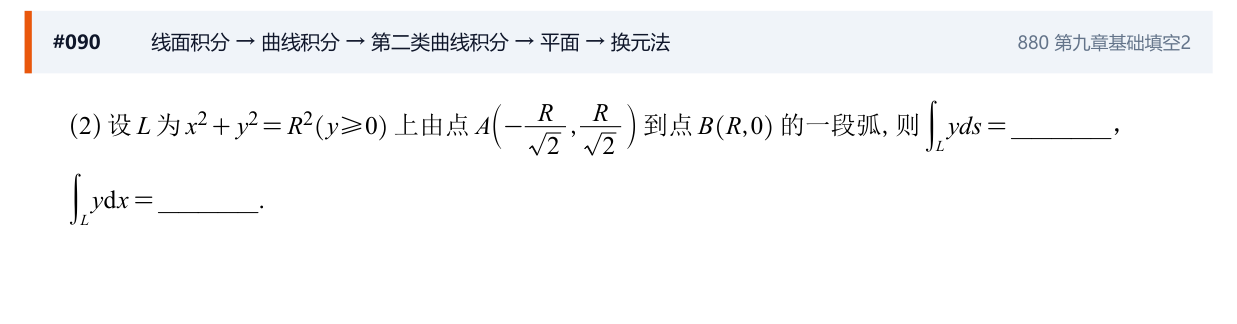 #090 线面积分 → 曲线积分 → 第二类曲线积分 → 平面 → 换元法 880 第九章基础填空2
(2) 设 L 为 x² + y² = R² (y⩾0) 上由点 A(−R/√2, R/√2) 到点 B(R,0) 的一段弧, 则 ∫_L yds = ________,
∫_L ydx = ________.